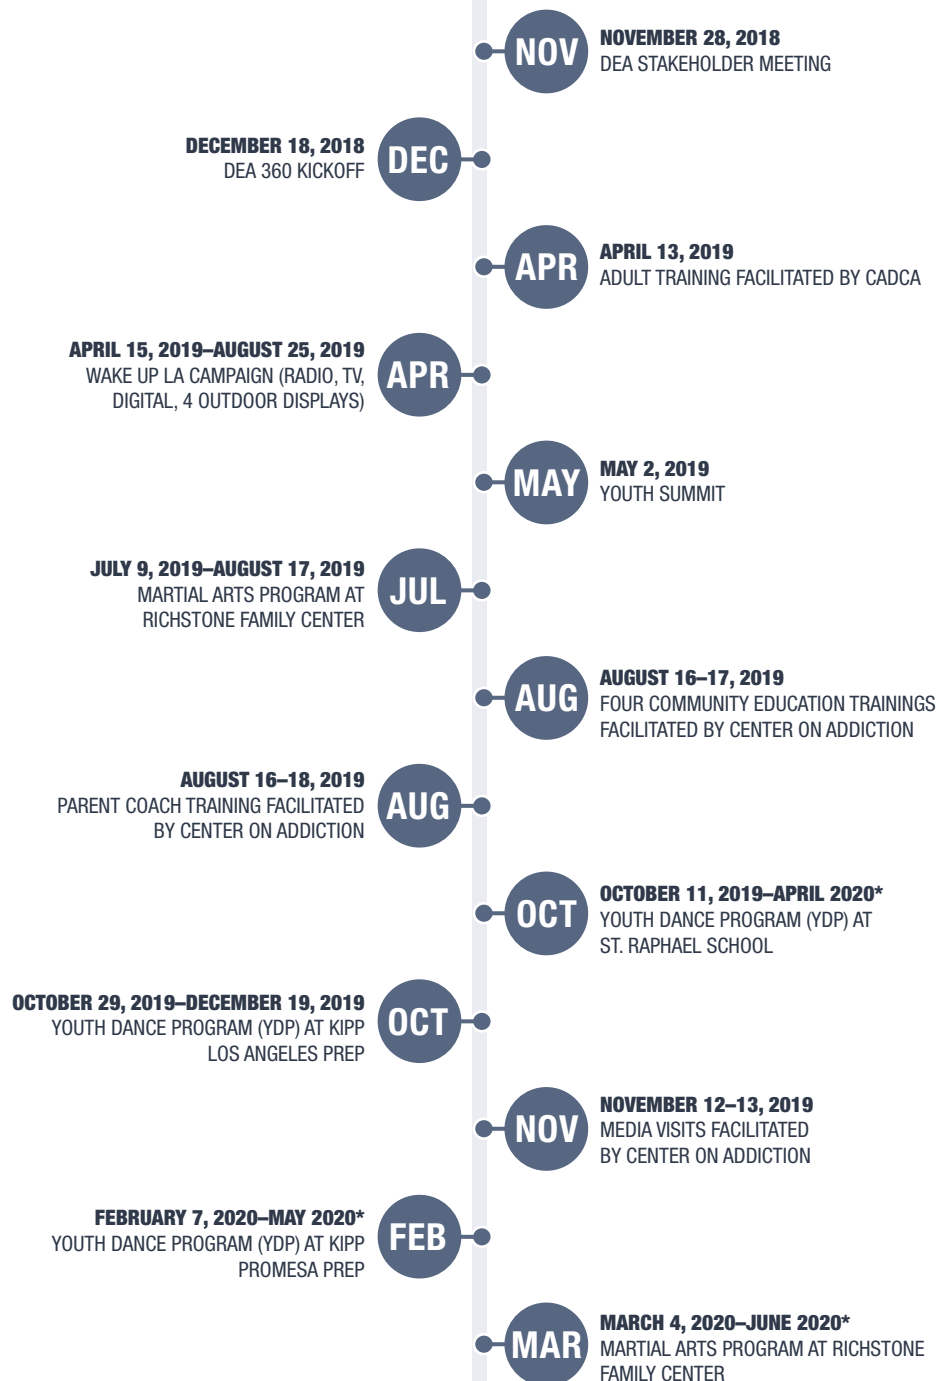 NOV
NOVEMBER 28, 2018
DEA STAKEHOLDER MEETING
DECEMBER 18, 2018
DEA 360 KICKOFF
DEC
APR
APRIL 13, 2019
ADULT TRAINING FACILITATED BY CADCA
APRIL 15, 2019–AUGUST 25, 2019
WAKE UP LA CAMPAIGN (RADIO, TV,
DIGITAL, 4 OUTDOOR DISPLAYS)
APR
MAY
MAY 2, 2019
YOUTH SUMMIT
JULY 9, 2019–AUGUST 17, 2019
MARTIAL ARTS PROGRAM AT
RICHSTONE FAMILY CENTER
JUL
AUG
AUGUST 16–17, 2019
FOUR COMMUNITY EDUCATION TRAININGS
FACILITATED BY CENTER ON ADDICTION
AUGUST 16–18, 2019
PARENT COACH TRAINING FACILITATED
BY CENTER ON ADDICTION
AUG
OCT
OCTOBER 11, 2019–APRIL 2020*
YOUTH DANCE PROGRAM (YDP) AT
ST. RAPHAEL SCHOOL
OCTOBER 29, 2019–DECEMBER 19, 2019
YOUTH DANCE PROGRAM (YDP) AT KIPP
LOS ANGELES PREP
OCT
NOV
NOVEMBER 12–13, 2019
MEDIA VISITS FACILITATED
BY CENTER ON ADDICTION
FEBRUARY 7, 2020–MAY 2020*
YOUTH DANCE PROGRAM (YDP) AT KIPP
PROMESA PREP
FEB
MAR
MARCH 4, 2020–JUNE 2020*
MARTIAL ARTS PROGRAM AT RICHSTONE
FAMILY CENTER